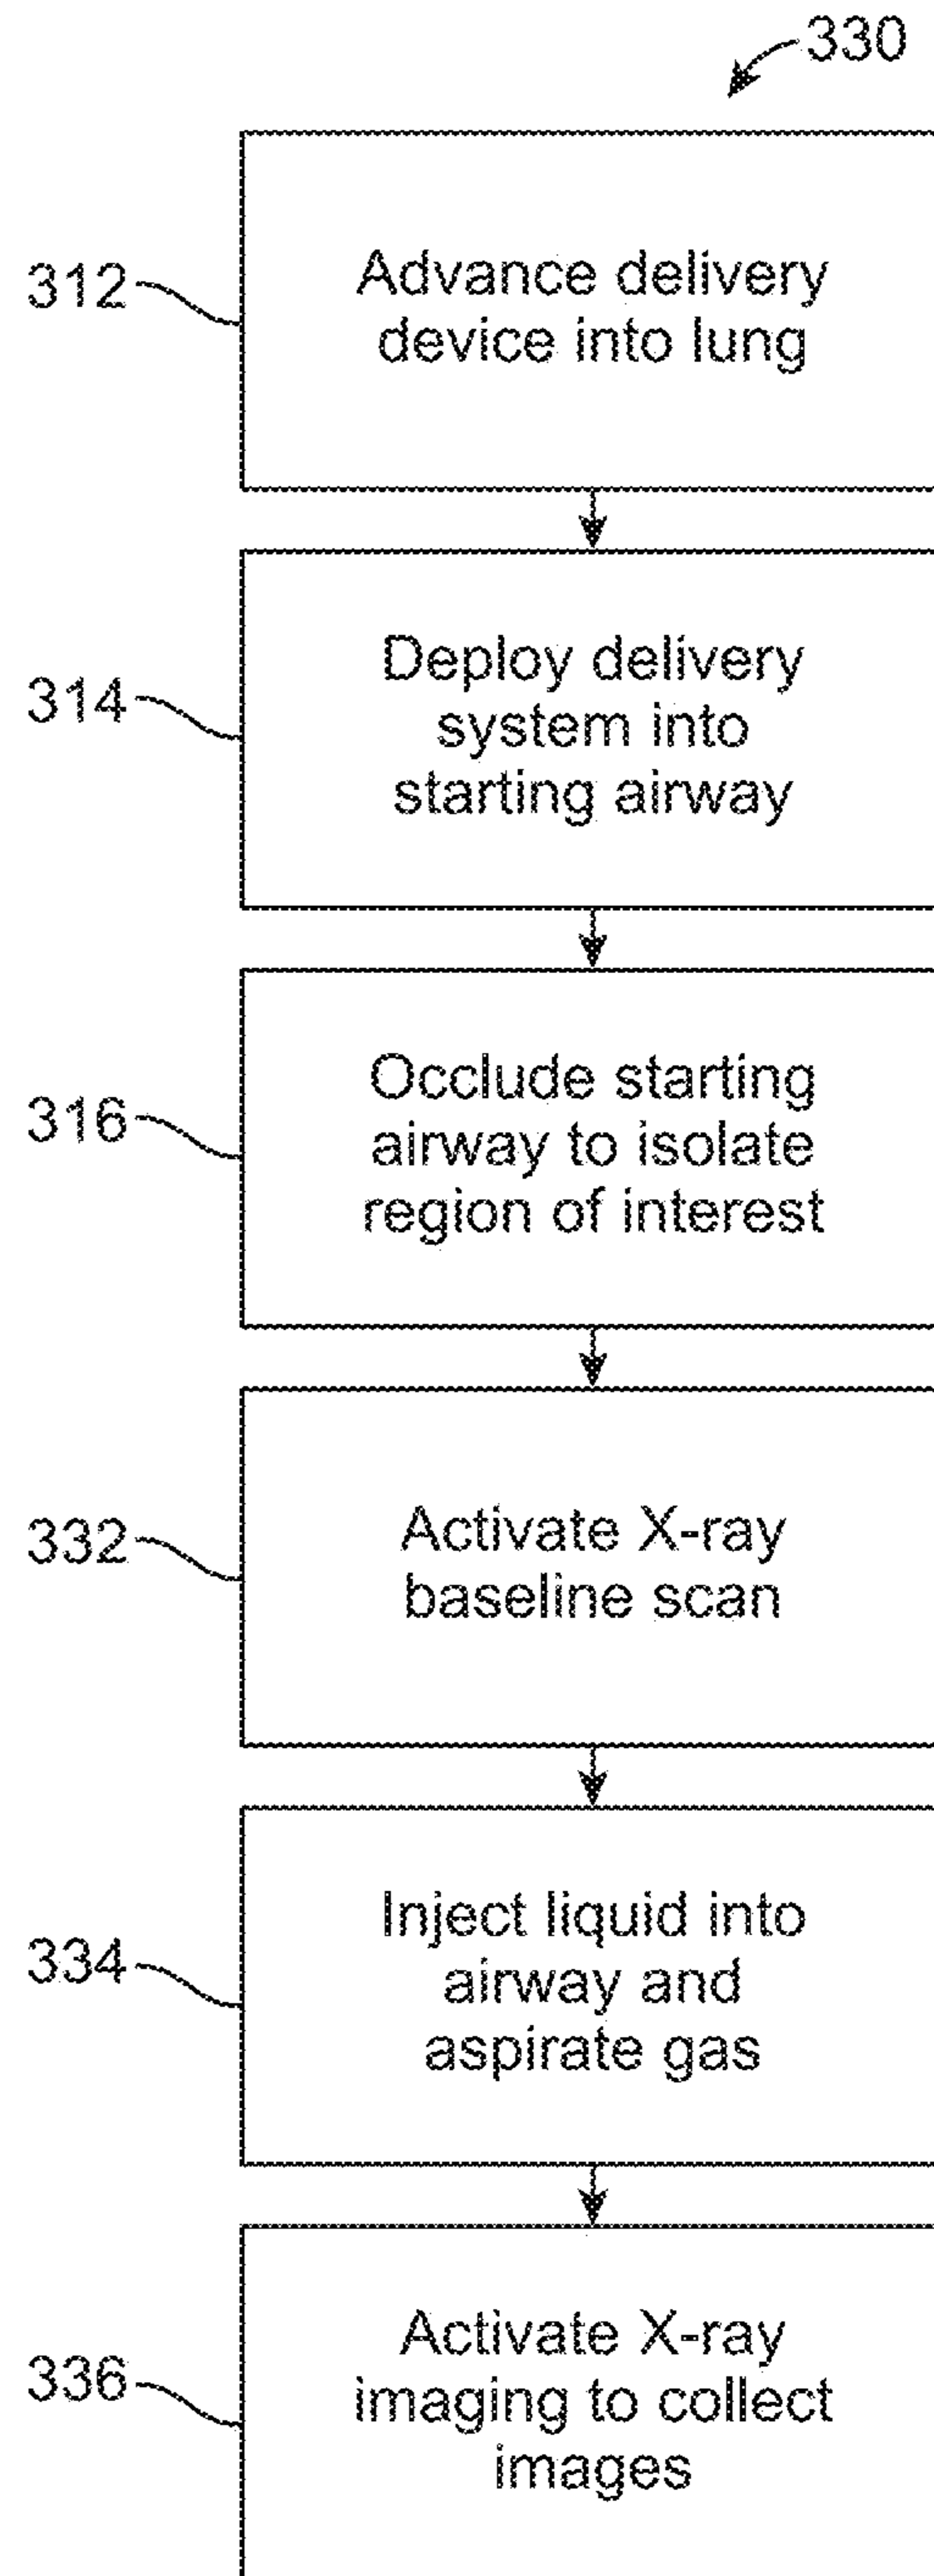 330
312
Advance delivery
device into lung
314
Deploy delivery
system into
starting airway
316
Occlude starting
airway to isolate
region of interest
332
Activate X-ray
baseline scan
334
Inject liquid into
airway and
aspirate gas
336
Activate X-ray
imaging to collect
images